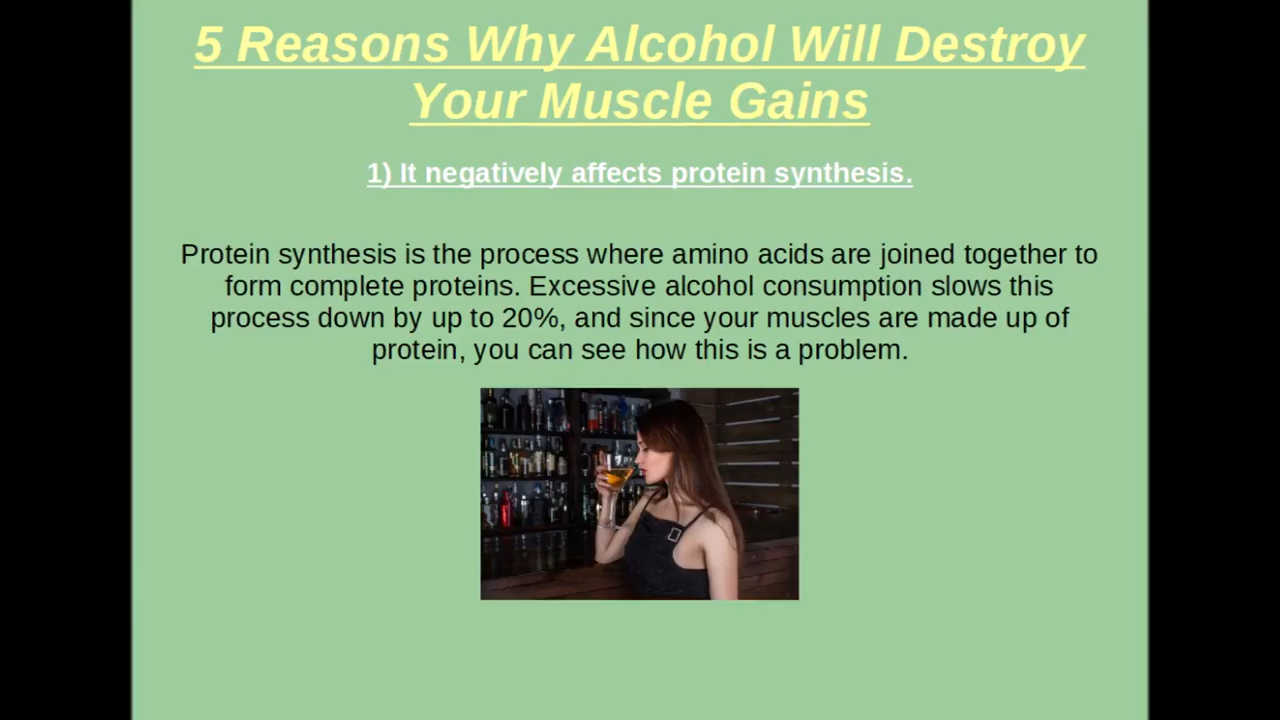 5 Reasons Why Alcohol Will Destroy
Your Muscle Gains
1) It negatively affects protein synthesis.
Protein synthesis is the process where amino acids are joined together to
form complete proteins. Excessive alcohol consumption slows this
process down by up to 20%, and since your muscles are made up of
protein, you can see how this is a problem.